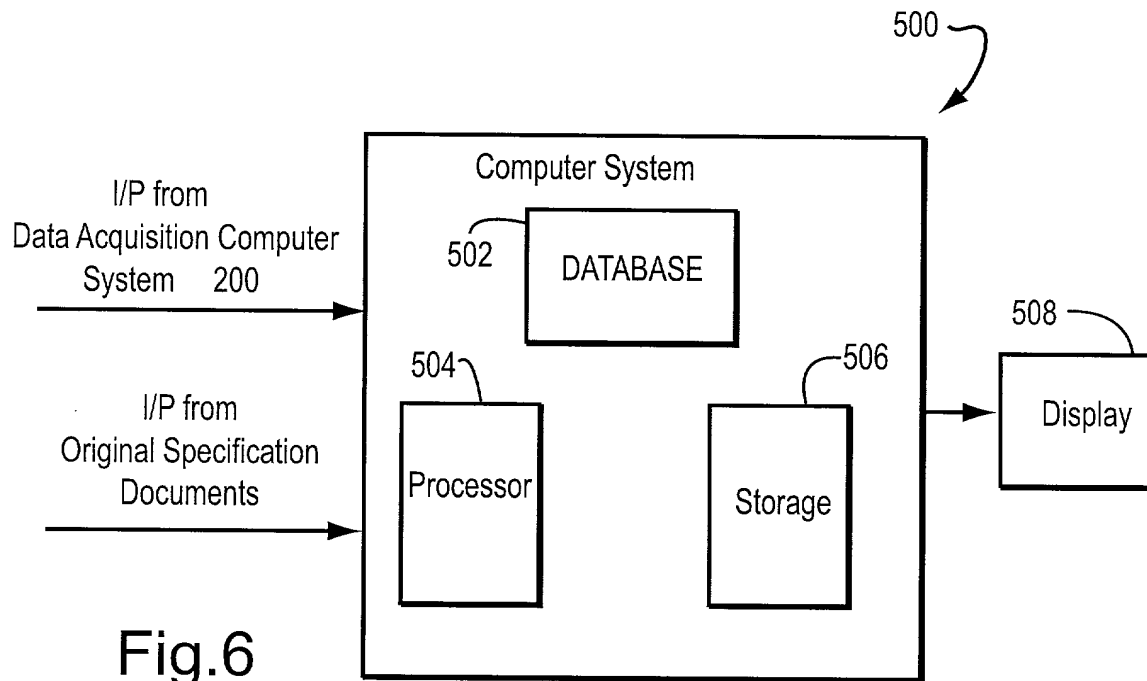 500
Computer System
I/P from
Data Acquisition Computer
System 200
502
DATABASE
508
504
506
I/P from
Original Specification
Documents
Processor
Storage
Display
Fig.6